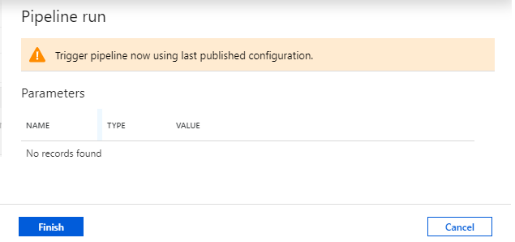 Pipeline run
Trigger pipeline now using last published configuration.
Parameters
NAME TYPE VALUE
No records found
Finish Cancel